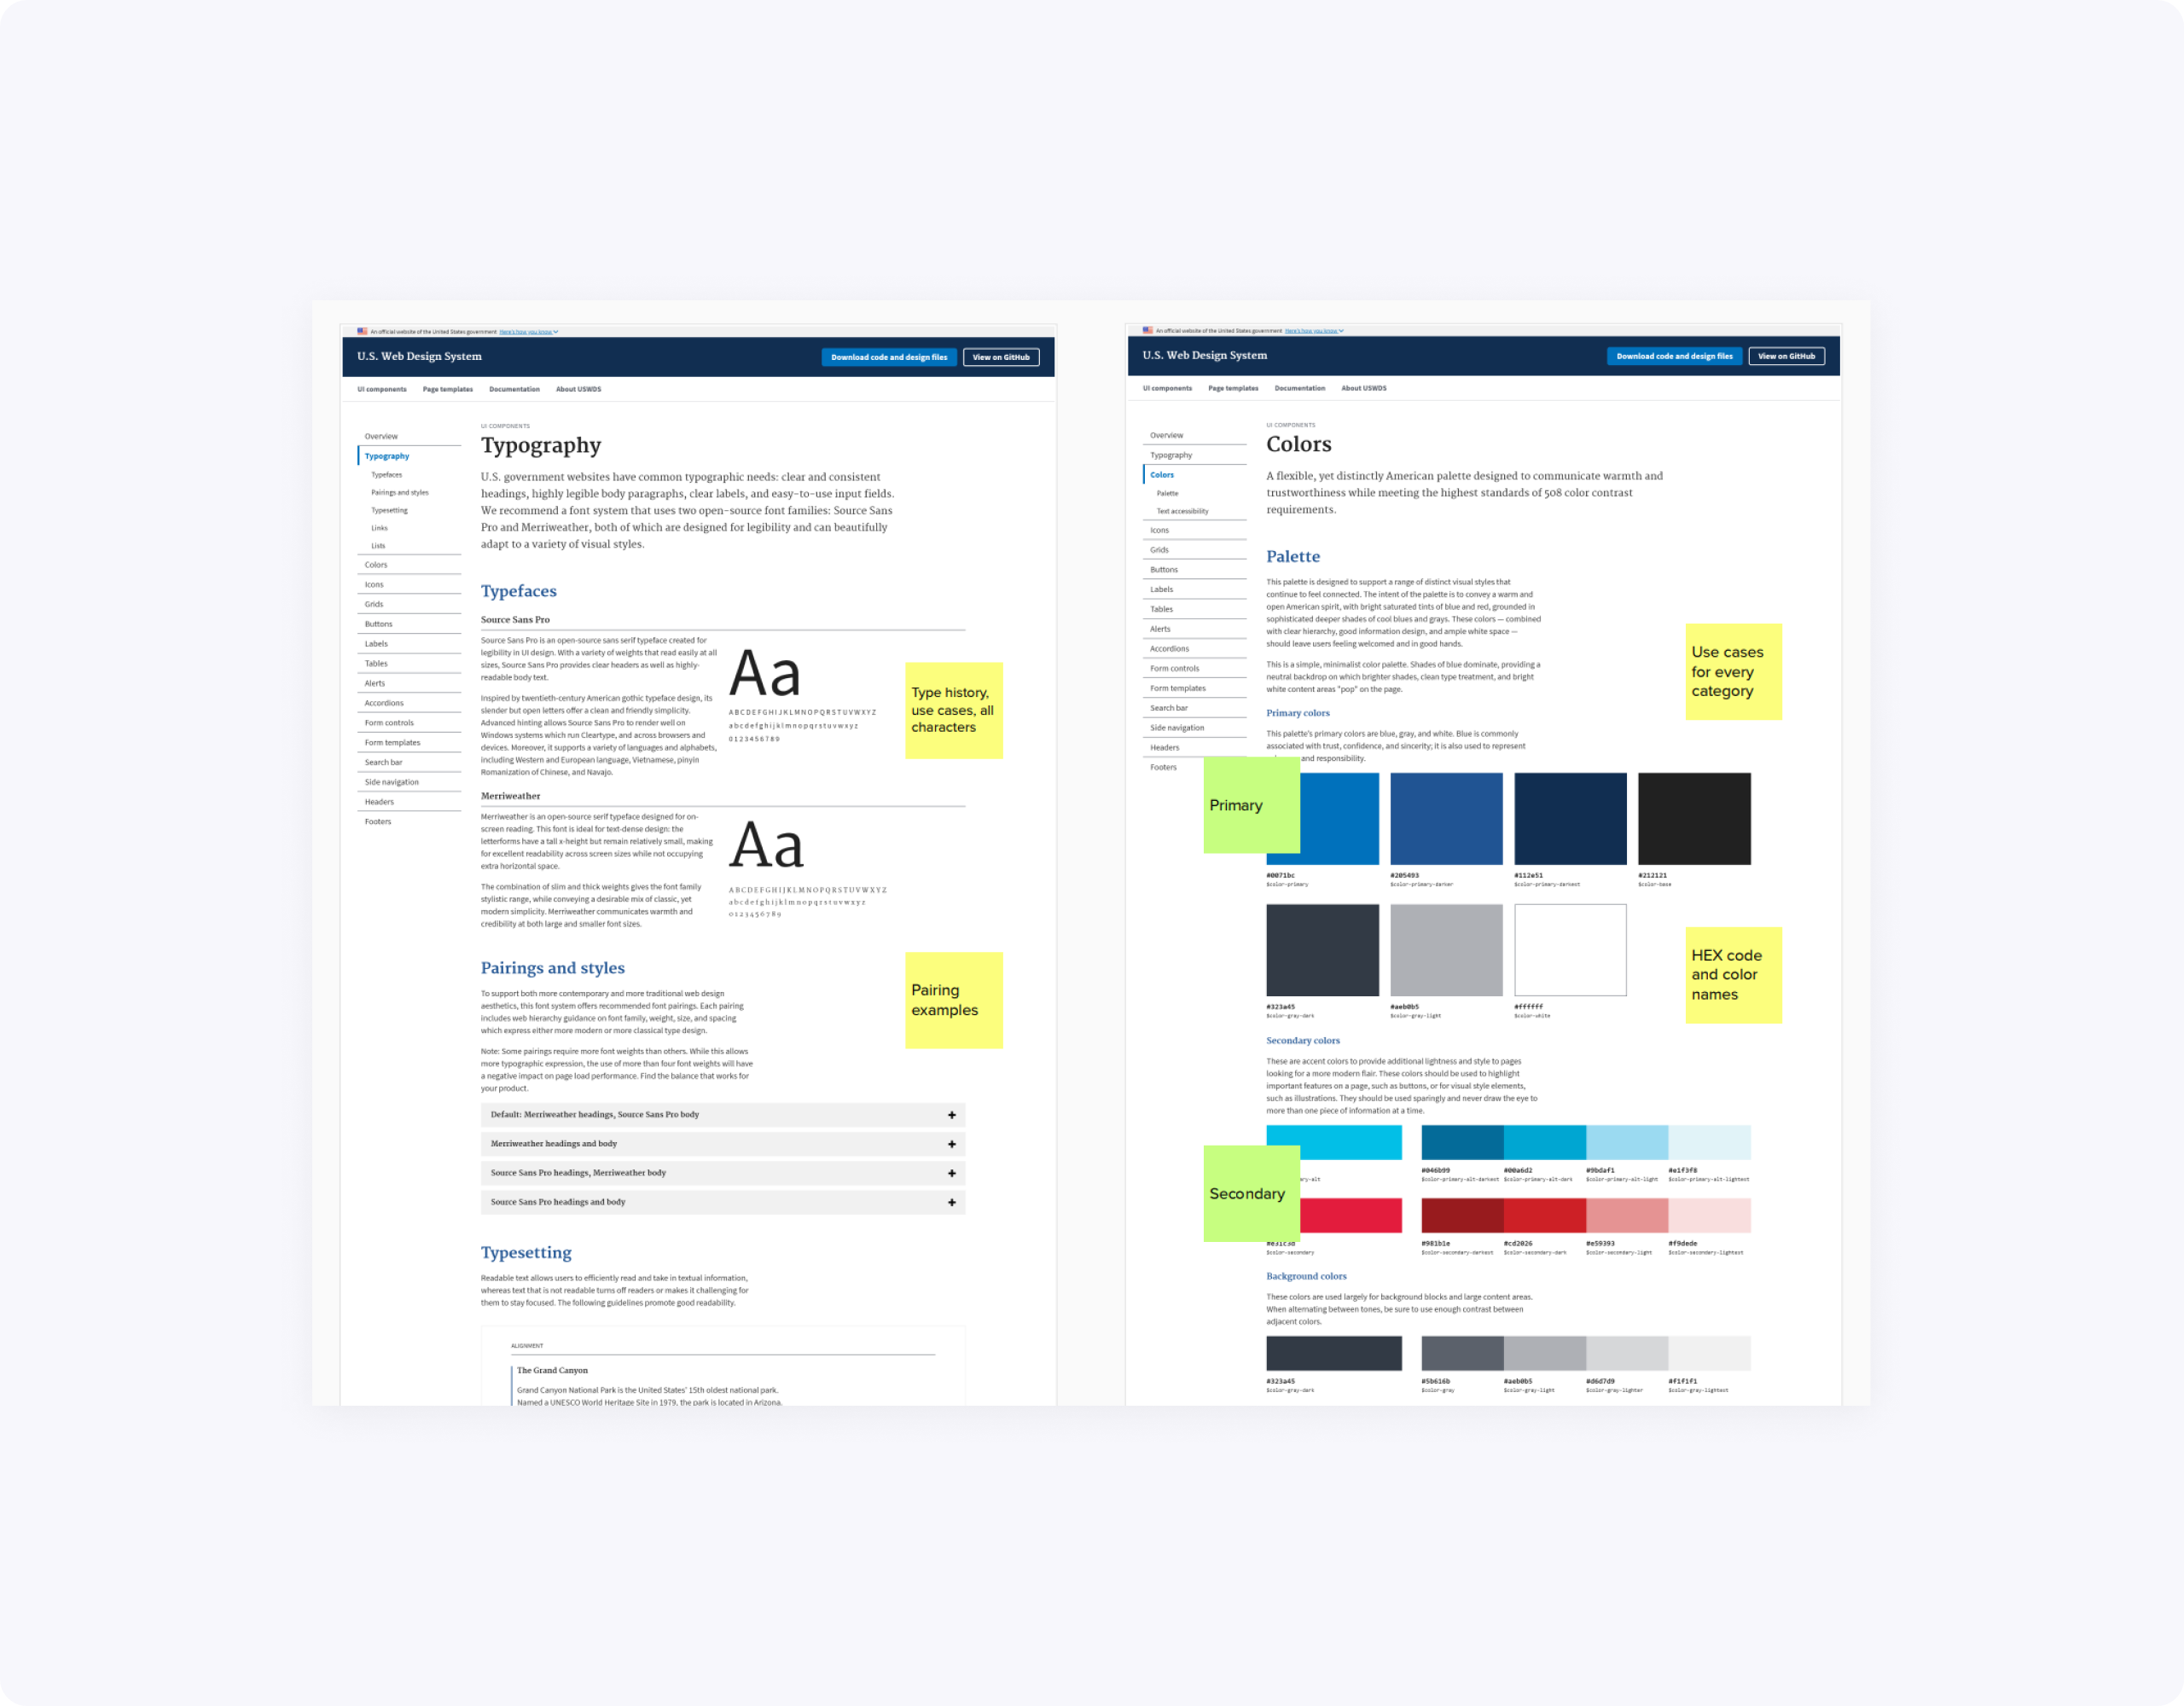 An official website of the United States government Here's how you know
U.S. Web Design System
Download code and design files
View on GitHub
UI components
Page templates
Documentation
About USWDS
Overview
Typography
Typefaces
Pairings and styles
Typesetting
Links
Lists
Colors
Icons
Grids
Buttons
Labels
Tables
Alerts
Accordions
Form controls
Form templates
Search bar
Side navigation
Headers
Footers
UI COMPONENTS
Typography
U.S. government websites have common typographic needs: clear and consistent
headings, highly legible body paragraphs, clear labels, and easy-to-use input fields.
We recommend a font system that uses two open-source font families: Source Sans
Pro and Merriweather, both of which are designed for legibility and can beautifully
adapt to a variety of visual styles.
Typefaces
Source Sans Pro
Source Sans Pro is an open-source sans serif typeface created for
legibility in UI design. With a variety of weights that read easily at all
sizes, Source Sans Pro provides clear headers as well as highly-
readable body text.
Inspired by twentieth-century American gothic typeface design, its
slender but open letters offer a clean and friendly simplicity.
Advanced hinting allows Source Sans Pro to render well on
Windows systems which run Cleartype, and across browsers and
devices. Moreover, it supports a variety of languages and alphabets,
including Western and European language, Vietnamese, pinyin
Romanization of Chinese, and Navajo.
Aa
ABCDEFGHIJKLMNOPQRSTUVWXYZ
abcdefghijklmnopqrstuvwxyz
0123456789
Type history,
use cases, all
characters
Merriweather
Merriweather is an open-source serif typeface designed for on-
screen reading. This font is ideal for text-dense design: the
letterforms have a tall x-height but remain relatively small, making
for excellent readability across screen sizes while not occupying
extra horizontal space.
The combination of slim and thick weights gives the font family
stylistic range, while conveying a desirable mix of classic, yet
modern simplicity. Merriweather communicates warmth and
credibility at both large and smaller font sizes.
Aa
ABCDEFGHIJKLMNOPQRSTUVWXYZ
abcdefghijklmnopqrstuvwxyz
0123456789
Pairings and styles
To support both more contemporary and more traditional web design
aesthetics, this font system offers recommended font pairings. Each pairing
includes web hierarchy guidance on font family, weight, size, and spacing
which express either more modern or more classical type design.
Note: Some pairings require more font weights than others. While this allows
more typographic expression, the use of more than four font weights will have
a negative impact on page load performance. Find the balance that works for
your product.
Pairing
examples
Default: Merriweather headings, Source Sans Pro body
Merriweather headings and body
Source Sans Pro headings, Merriweather body
Source Sans Pro headings and body
Typesetting
Readable text allows users to efficiently read and take in textual information,
whereas text that is not readable turns off readers or makes it challenging for
them to stay focused. The following guidelines promote good readability.
ALIGNMENT
The Grand Canyon
Grand Canyon National Park is the United States' 15th oldest national park.
Named a UNESCO World Heritage Site in 1979, the park is located in Arizona.
An official website of the United States government Here's how you know
U.S. Web Design System
Download code and design files
View on GitHub
UI components
Page templates
Documentation
About USWDS
Overview
Typography
Colors
Palette
Text accessibility
Icons
Grids
Buttons
Labels
Tables
Alerts
Accordions
Form controls
Form templates
Search bar
Side navigation
Headers
Footers
UI COMPONENTS
Colors
A flexible, yet distinctly American palette designed to communicate warmth and
trustworthiness while meeting the highest standards of 508 color contrast
requirements.
Palette
This palette is designed to support a range of distinct visual styles that
continue to feel connected. The intent of the palette is to convey a warm and
open American spirit, with bright saturated tints of blue and red, grounded in
sophisticated deeper shades of cool blues and grays. These colors — combined
with clear hierarchy, good information design, and ample white space —
should leave users feeling welcomed and in good hands.
This is a simple, minimalist color palette. Shades of blue dominate, providing a
neutral backdrop on which brighter shades, clean type treatment, and bright
white content areas "pop" on the page.
Use cases
for every
category
Primary colors
This palette's primary colors are blue, gray, and white. Blue is commonly
associated with trust, confidence, and sincerity; it is also used to represent
and responsibility.
Primary
#0071bc
$color-primary
#205493
$color-primary-darker
#112e51
$color-primary-darkest
#212121
$color-base
#323a45
$color-gray-dark
#aeb0b5
$color-gray-light
#ffffff
$color-white
HEX code
and color
names
Secondary colors
These are accent colors to provide additional lightness and style to pages
looking for a more modern flair. These colors should be used to highlight
important features on a page, such as buttons, or for visual style elements,
such as illustrations. They should be used sparingly and never draw the eye to
more than one piece of information at a time.
Secondary
ry-alt
#046b99
$color-primary-alt-darkest
#00a6d2
$color-primary-alt-dark
#9bdaf1
$color-primary-alt-light
#e1f3f8
$color-primary-alt-lightest
#e31c3d
$color-secondary
#981b1e
$color-secondary-darkest
#cd2026
$color-secondary-dark
#e59393
$color-secondary-light
#f9dede
$color-secondary-lightest
Background colors
These colors are used largely for background blocks and large content areas.
When alternating between tones, be sure to use enough contrast between
adjacent colors.
#323a45
$color-gray-dark
#5b616b
$color-gray
#aeb0b5
$color-gray-light
#d6d7d9
$color-gray-lighter
#f1f1f1
$color-gray-lightest